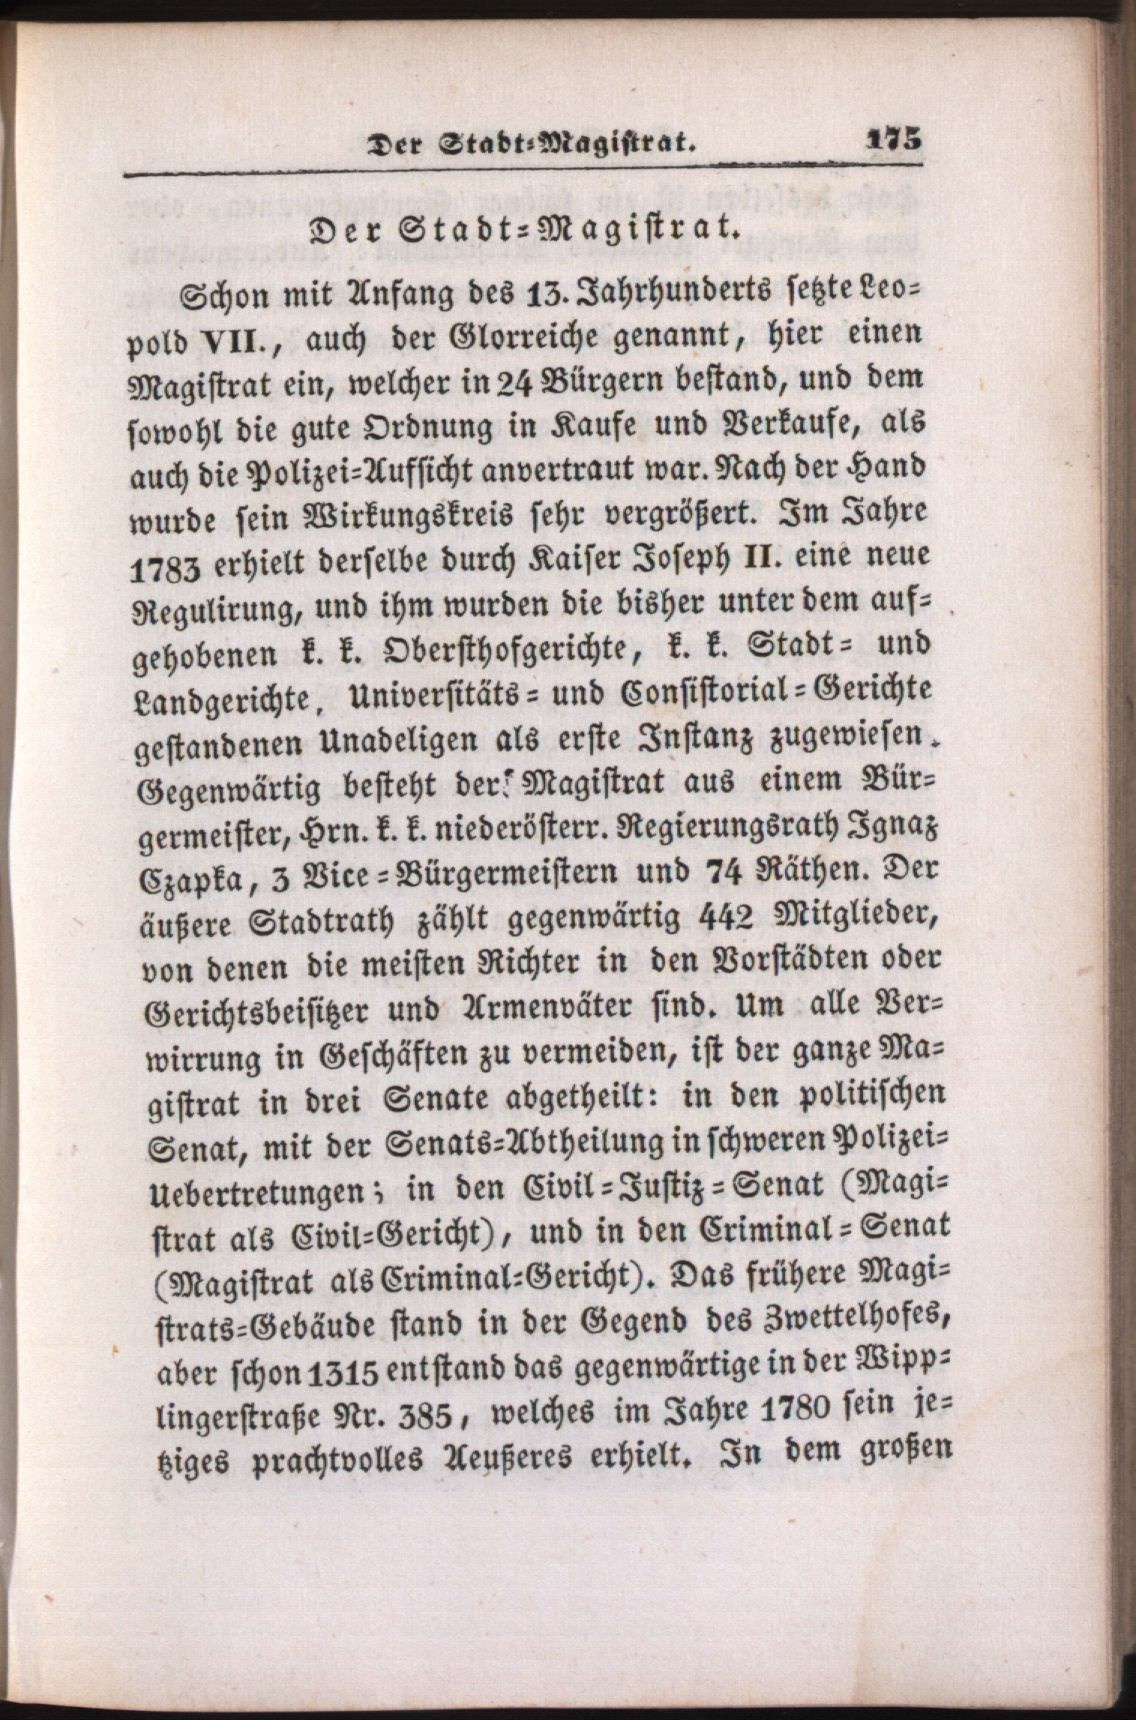 Der Stadt-Magistrat. 175
Der Stadt-Magistrat.
Schon mit Anfang des 13. Jahrhunderts setzte Leo-
pold VII., auch der Glorreiche genannt, hier einen
Magistrat ein, welcher in 24 Bürgern bestand, und dem
sowohl die gute Ordnung in Kaufe und Verkaufe, als
auch die Polizei-Aufsicht anvertraut war. Nach der Hand
wurde sein Wirkungskreis sehr vergrößert. Im Jahre
1783 erhielt derselbe durch Kaiser Joseph II. eine neue
Regulirung, und ihm wurden die bisher unter dem auf-
gehobenen k. k. Obersthofgerichte, k. k. Stadt- und
Landgerichte, Universitäts- und Consistorial-Gerichte
gestandenen Unadeligen als erste Instanz zugewiesen.
Gegenwärtig besteht der Magistrat aus einem Bür-
germeister, Hrn. k. k. niederösterr. Regierungsrath Ignaz
Czapka, 3 Vice-Bürgermeistern und 74 Räthen. Der
äußere Stadtrath zählt gegenwärtig 442 Mitglieder,
von denen die meisten Richter in den Vorstädten oder
Gerichtsbeisitzer und Armenväter sind. Um alle Ver-
wirrung in Geschäften zu vermeiden, ist der ganze Ma-
gistrat in drei Senate abgetheilt: in den politischen
Senat, mit der Senats-Abtheilung in schweren Polizei-
Uebertretungen; in den Civil-Justiz-Senat (Magi-
strat als Civil-Gericht), und in den Criminal-Senat
(Magistrat als Criminal-Gericht). Das frühere Magi-
strats-Gebäude stand in der Gegend des Zwettelhofes,
aber schon 1315 entstand das gegenwärtige in der Wipp-
lingerstraße Nr. 385, welches im Jahre 1780 sein je-
tziges prachtvolles Aeußeres erhielt. In dem großen